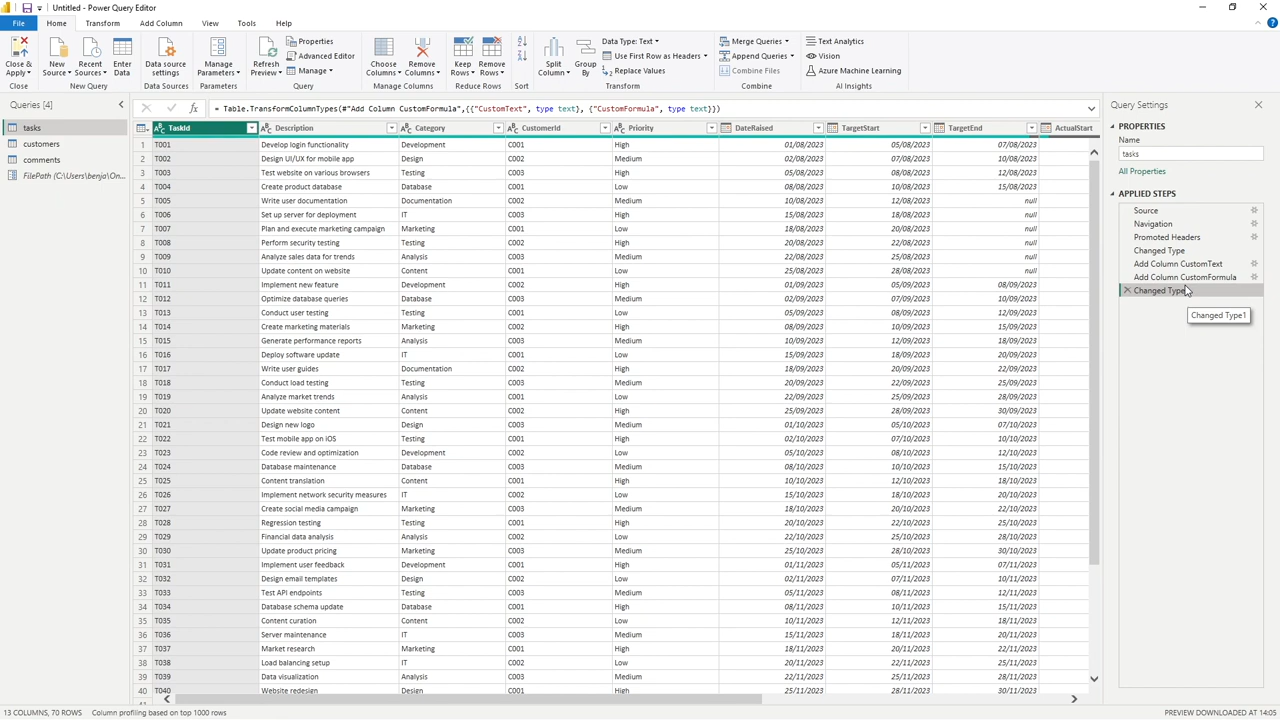 Untitled - Power Query Editor
File Home Transform Add Column View Tools Help
Close & Apply
New Source
Recent Sources
Enter Data
Data source settings
Manage Parameters
Refresh Preview
Properties
Advanced Editor
Manage
Choose Columns
Remove Columns
Keep Rows
Remove Rows
Split Column
Group By
Data Type: Text
Use First Row as Headers
Replace Values
Merge Queries
Append Queries
Combine Files
Text Analytics
Vision
Azure Machine Learning
Close New Query Data Sources Parameters Query Manage Columns Reduce Rows Sort Transform Combine AI Insights
Queries [4]
tasks
customers
comments
FilePath (C:\Users\benja\On...
= Table.TransformColumnTypes(#"Add Column CustomFormula",{{"CustomText", type text}, {"CustomFormula", type text}})
TaskId Description Category CustomerId Priority DateRaised TargetStart TargetEnd ActualStart
1 T001 Develop login functionality Development C001 High 01/08/2023 05/08/2023 07/08/2023
2 T002 Design UI/UX for mobile app Design C002 Medium 02/08/2023 07/08/2023 10/08/2023
3 T003 Test website on various browsers Testing C003 High 05/08/2023 08/08/2023 12/08/2023
4 T004 Create product database Database C001 Low 08/08/2023 10/08/2023 15/08/2023
5 T005 Write user documentation Documentation C002 Medium 10/08/2023 12/08/2023 null
6 T006 Set up server for deployment IT C003 High 15/08/2023 18/08/2023 null
7 T007 Plan and execute marketing campaign Marketing C001 Low 18/08/2023 20/08/2023 null
8 T008 Perform security testing Testing C002 High 20/08/2023 22/08/2023 null
9 T009 Analyze sales data for trends Analysis C003 Medium 22/08/2023 25/08/2023 null
10 T010 Update content on website Content C001 Low 25/08/2023 28/08/2023 null
11 T011 Implement new feature Development C002 High 01/09/2023 05/09/2023 08/09/2023
12 T012 Optimize database queries Database C003 Medium 02/09/2023 08/09/2023 10/09/2023
13 T013 Conduct user testing Testing C001 Low 05/09/2023 08/09/2023 12/09/2023
14 T014 Create marketing materials Marketing C002 High 08/09/2023 10/09/2023 15/09/2023
15 T015 Generate performance reports Analysis C003 Medium 10/09/2023 12/09/2023 18/09/2023
16 T016 Deploy software update IT C001 Low 15/09/2023 18/09/2023 20/09/2023
17 T017 Write user guides Documentation C002 High 18/09/2023 20/09/2023 22/09/2023
18 T018 Conduct load testing Testing C003 Medium 20/09/2023 22/09/2023 25/09/2023
19 T019 Analyze market trends Analysis C001 Low 22/09/2023 25/09/2023 28/09/2023
20 T020 Update website content Content C002 High 25/09/2023 28/09/2023 30/09/2023
21 T021 Design new logo Design C003 Medium 01/10/2023 05/10/2023 07/10/2023
22 T022 Test mobile app on iOS Testing C001 High 02/10/2023 07/10/2023 10/10/2023
23 T023 Code review and optimization Development C002 Low 05/10/2023 08/10/2023 12/10/2023
24 T024 Database maintenance Database C003 Medium 08/10/2023 10/10/2023 15/10/2023
25 T025 Content translation Content C001 High 10/10/2023 12/10/2023 18/10/2023
26 T026 Implement network security measures IT C002 Low 15/10/2023 18/10/2023 20/10/2023
27 T027 Create social media campaign Marketing C003 Medium 18/10/2023 20/10/2023 22/10/2023
28 T028 Regression testing Testing C001 High 20/10/2023 22/10/2023 25/10/2023
29 T029 Financial data analysis Analysis C002 Low 22/10/2023 25/10/2023 28/10/2023
30 T030 Update product pricing Marketing C003 Medium 25/10/2023 28/10/2023 30/10/2023
31 T031 Implement user feedback Development C001 High 01/11/2023 05/11/2023 07/11/2023
32 T032 Design email templates Design C002 Low 02/11/2023 07/11/2023 10/11/2023
33 T033 Test API endpoints Testing C003 Medium 05/11/2023 08/11/2023 12/11/2023
34 T034 Database schema update Database C001 High 08/11/2023 10/11/2023 15/11/2023
35 T035 Content curation Content C002 Low 10/11/2023 12/11/2023 18/11/2023
36 T036 Server maintenance IT C003 Medium 15/11/2023 18/11/2023 20/11/2023
37 T037 Market research Marketing C001 High 18/11/2023 20/11/2023 22/11/2023
38 T038 Load balancing setup IT C002 Low 20/11/2023 22/11/2023 25/11/2023
39 T039 Data visualization Analysis C003 Medium 22/11/2023 25/11/2023 28/11/2023
40 T040 Website redesign Design C001 High 25/11/2023 28/11/2023 30/11/2023
Query Settings
PROPERTIES
Name
tasks
All Properties
APPLIED STEPS
Source
Navigation
Promoted Headers
Changed Type
Add Column CustomText
Add Column CustomFormula
Changed Type
Changed Type1
13 COLUMNS, 70 ROWS Column profiling based on top 1000 rows PREVIEW DOWNLOADED AT 14:05